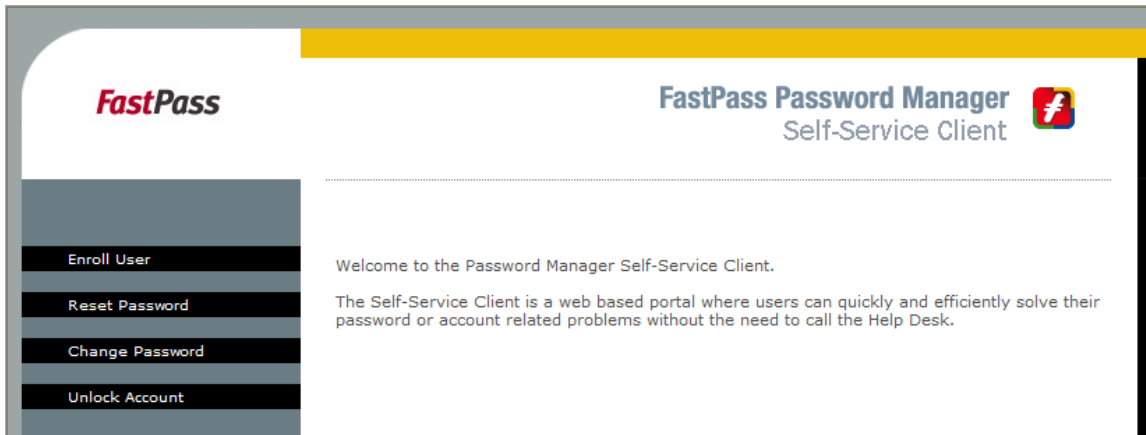 FastPass
FastPass Password Manager
Self-Service Client
Enroll User
Reset Password
Change Password
Unlock Account
Welcome to the Password Manager Self-Service Client.
The Self-Service Client is a web based portal where users can quickly and efficiently solve their
password or account related problems without the need to call the Help Desk.